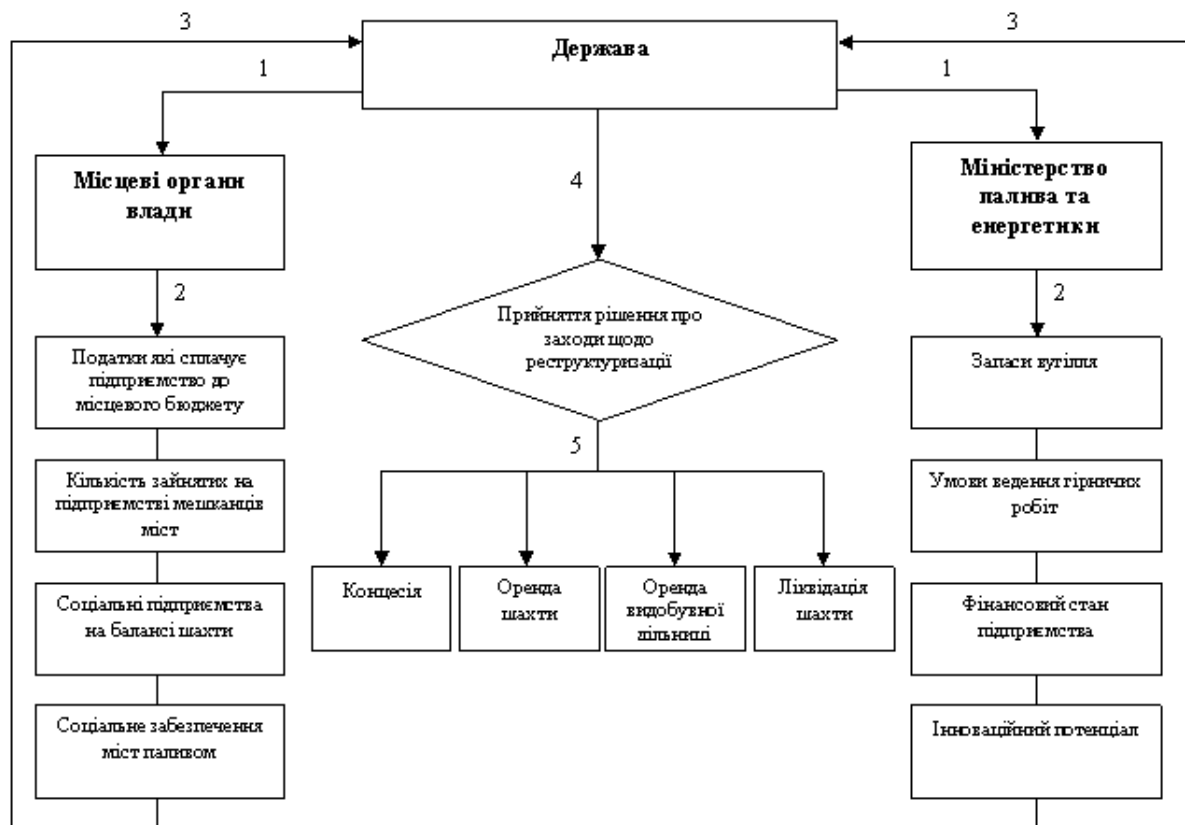 3
3
Держава
1
1
Місцеві органи
влади
4
Міністерство
палива та
енергетики
2
2
Прийняття рішення про
заходи щодо
реструктуризації
Податки які сплачує
підприємство до
місцевого бюджету
Запаси вугілля
5
Кількість зайнятих на
підприємстві мешканців
міст
Умови ведення гірничих
робіт
Концесія
Оренда
шахти
Оренда
видобувної
дільниці
Ліквідація
шахти
Соціальні підприємства
на балансі шахти
Фінансовий стан
підприємства
Соціальне забезпечення
міст паливом
Інноваційний потенціал